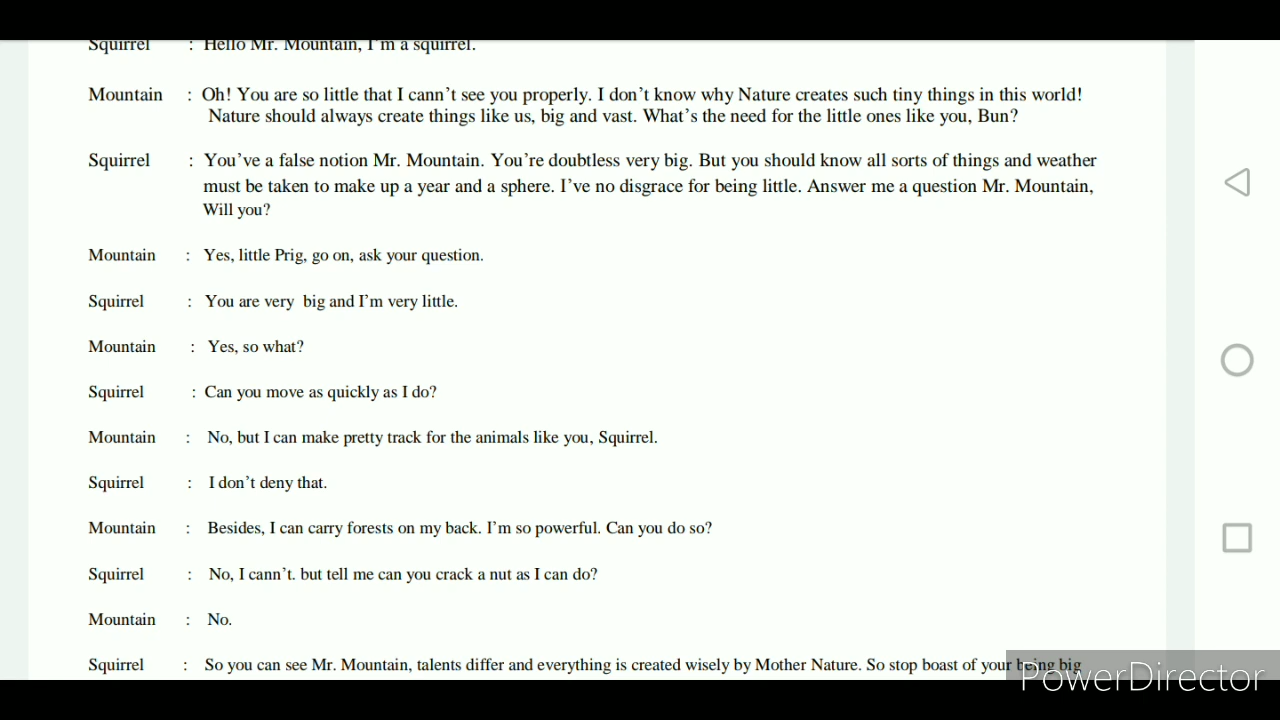 Squirrel : Hello Mr. Mountain, I'm a squirrel.
Mountain : Oh! You are so little that I cann't see you properly. I don't know why Nature creates such tiny things in this world!
Nature should always create things like us, big and vast. What's the need for the little ones like you, Bun?
Squirrel : You've a false notion Mr. Mountain. You're doubtless very big. But you should know all sorts of things and weather
must be taken to make up a year and a sphere. I've no disgrace for being little. Answer me a question Mr. Mountain,
Will you?
Mountain : Yes, little Prig, go on, ask your question.
Squirrel : You are very big and I'm very little.
Mountain : Yes, so what?
Squirrel : Can you move as quickly as I do?
Mountain : No, but I can make pretty track for the animals like you, Squirrel.
Squirrel : I don't deny that.
Mountain : Besides, I can carry forests on my back. I'm so powerful. Can you do so?
Squirrel : No, I cann't. but tell me can you crack a nut as I can do?
Mountain : No.
Squirrel : So you can see Mr. Mountain, talents differ and everything is created wisely by Mother Nature. So stop boast of your being big
PowerDirector